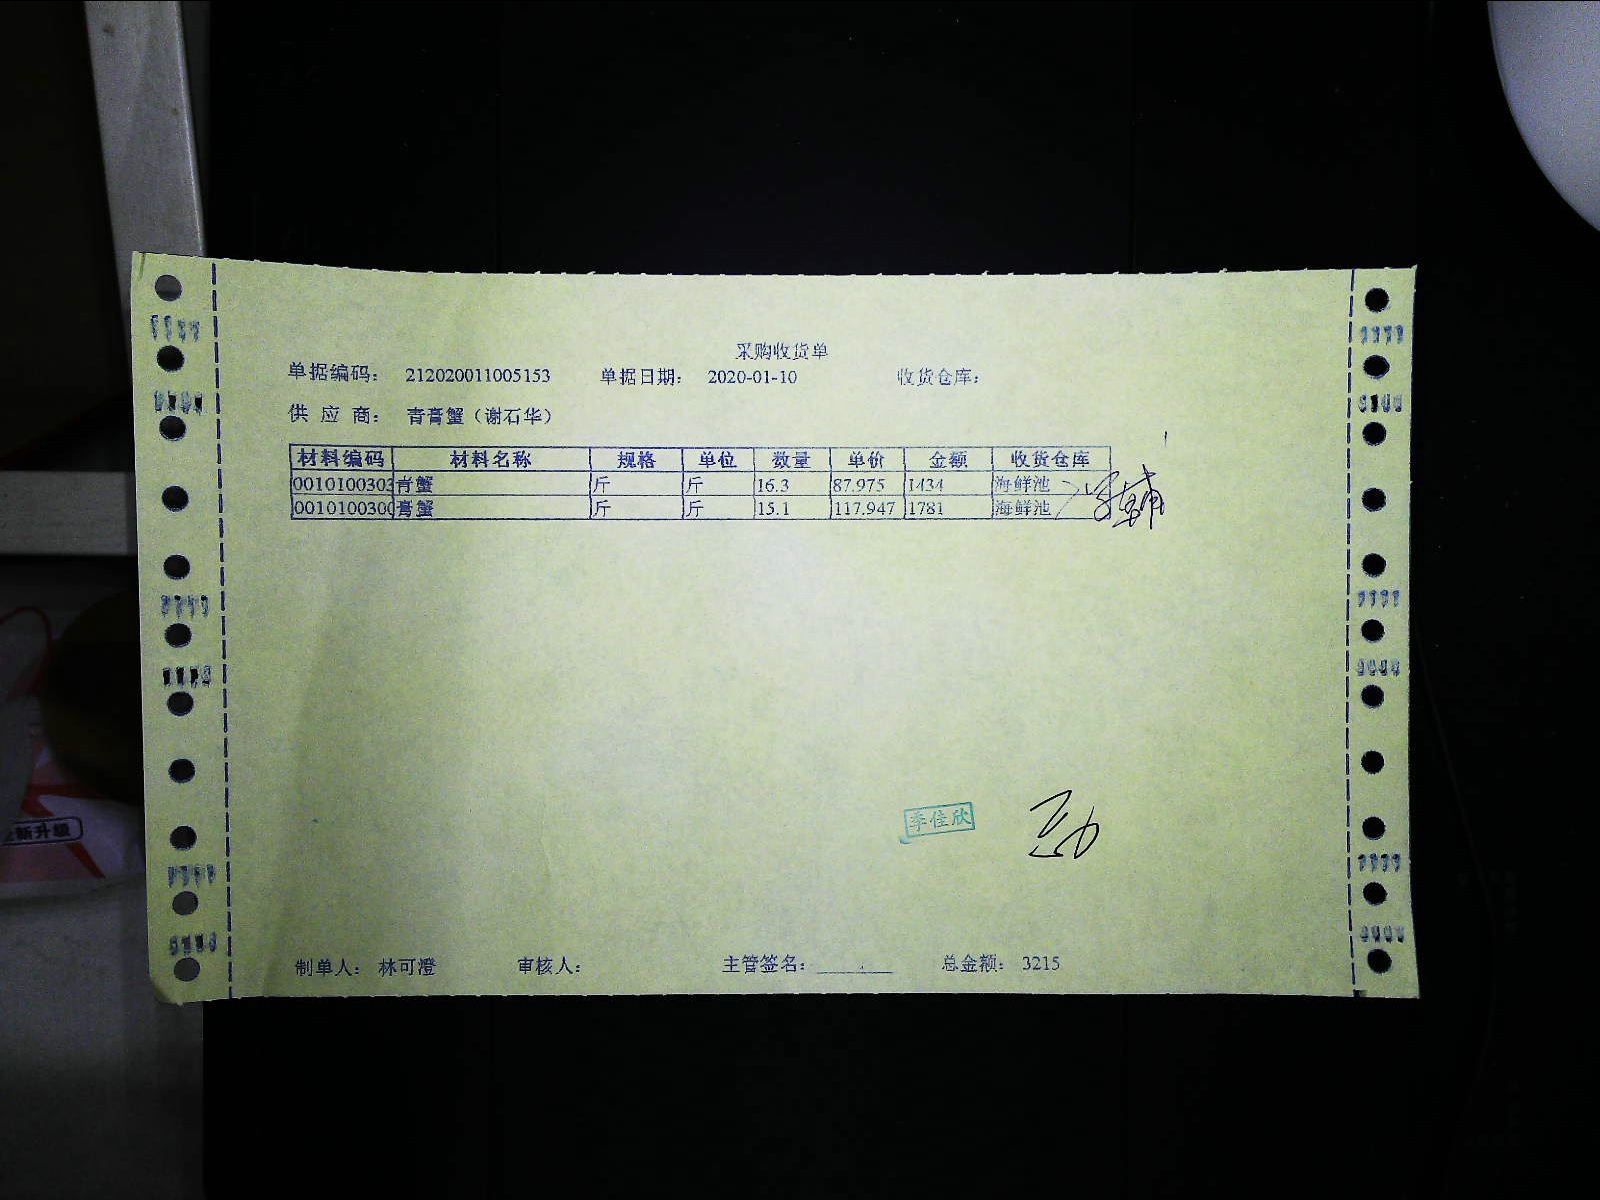 采购收货单
单据编码： 212020011005153 单据日期： 2020-01-10 收货仓库：
供 应 商： 青膏蟹（谢石华）
材料编码 材料名称 规格 单位 数量 单价 金额 收货仓库
0010100303 青蟹 斤 斤 16.3 87.975 1434 海鲜池
0010100300 膏蟹 斤 斤 15.1 117.947 1781 海鲜池
李佳欣
制单人： 林可澄 审核人： 主管签名： 总金额： 3215
新升级